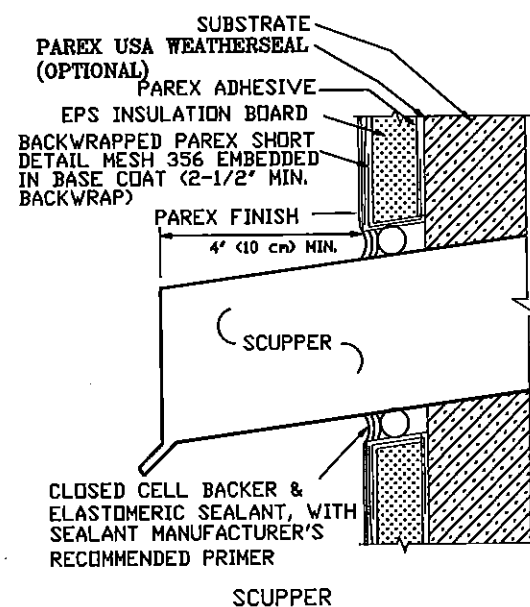 SUBSTRATE
PAREX USA WEATHERSEAL
(OPTIONAL)
PAREX ADHESIVE
EPS INSULATION BOARD
BACKWRAPPED PAREX SHORT
DETAIL MESH 356 EMBEDDED
IN BASE COAT (2-1/2" MIN.
BACKWRAP)
PAREX FINISH
4" (10 cm) MIN.
SCUPPER
CLOSED CELL BACKER &
ELASTOMERIC SEALANT, WITH
SEALANT MANUFACTURER'S
RECOMMENDED PRIMER
SCUPPER